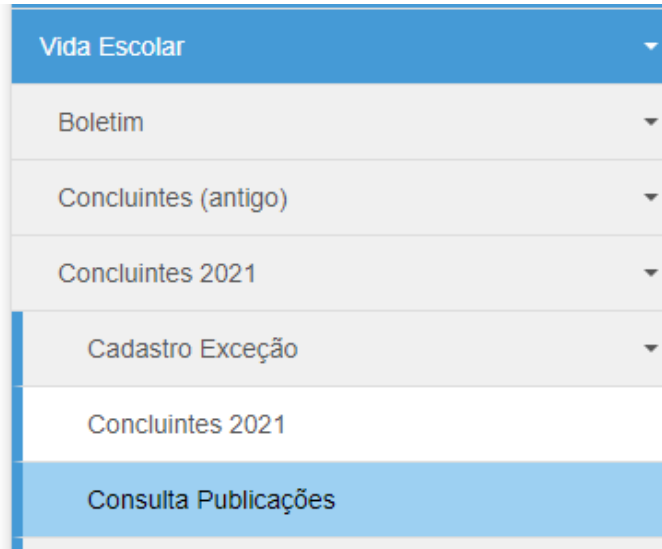 Vida Escolar
Boletim
Concluintes (antigo)
Concluintes 2021
Cadastro Exceção
Concluintes 2021
Consulta Publicações